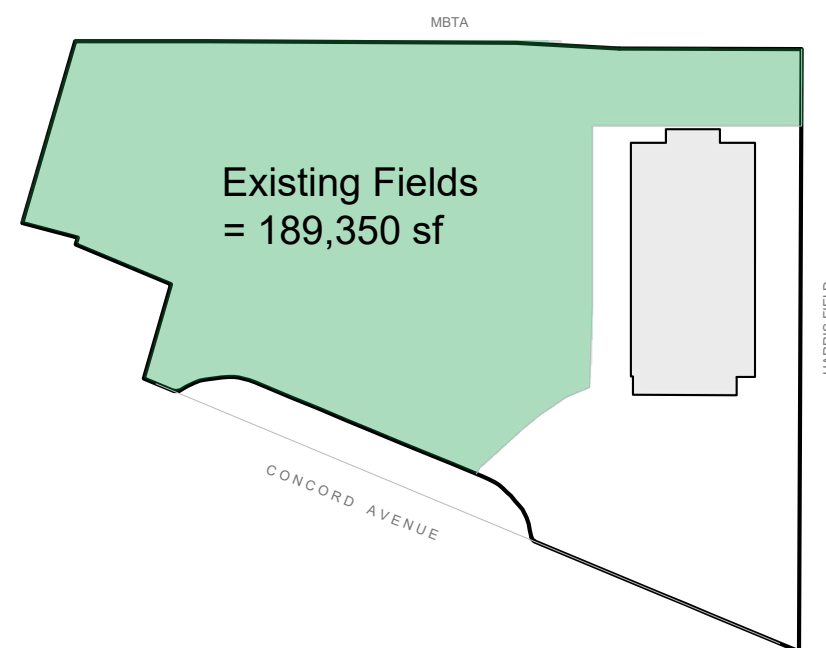 MBTA
Existing Fields
= 189,350 sf
CONCORD AVENUE